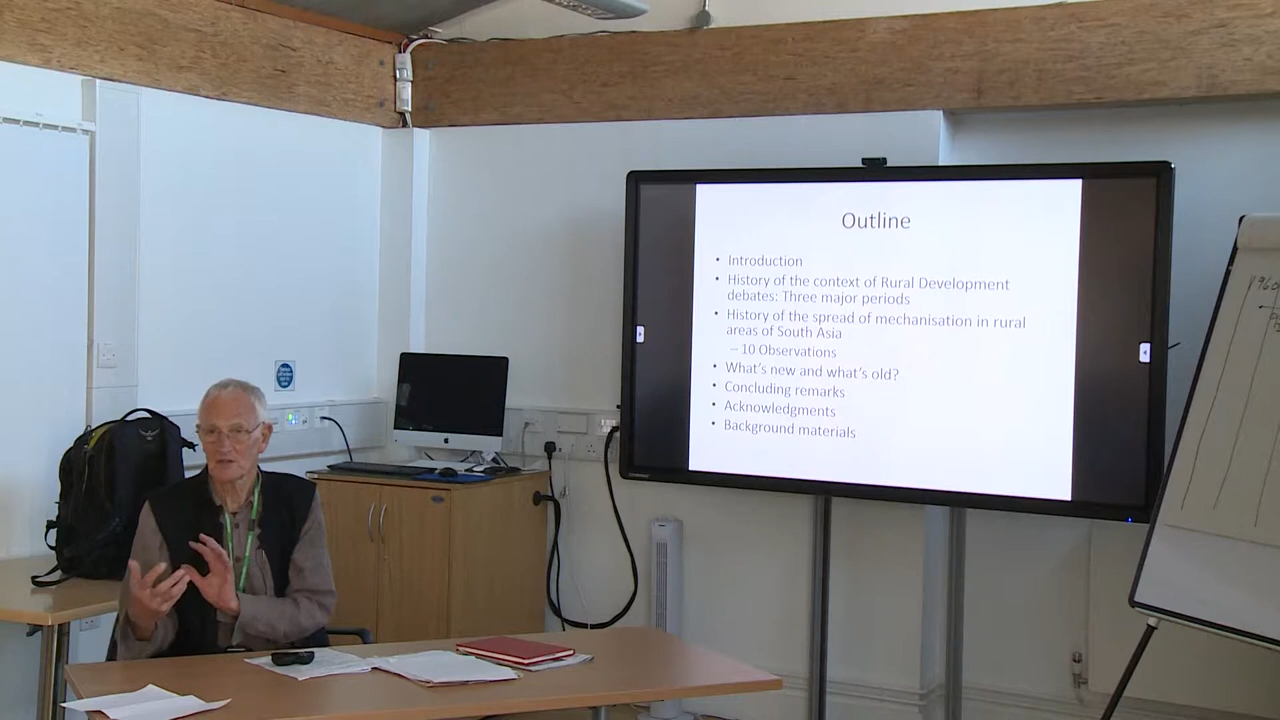 Outline
• Introduction
• History of the context of Rural Development
debates: Three major periods
• History of the spread of mechanisation in rural
areas of South Asia
– 10 Observations
• What's new and what's old?
• Concluding remarks
• Acknowledgments
• Background materials
1960